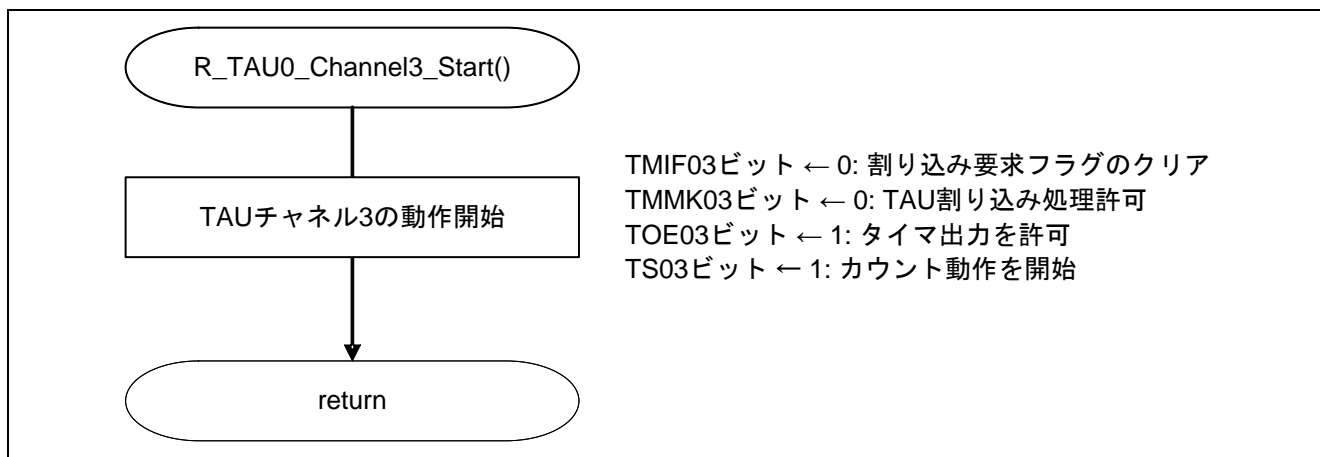 R_TAU0_Channel3_Start()
TAUチャネル3の動作開始
TMIF03ビット ← 0: 割り込み要求フラグのクリア
TMMK03ビット ← 0: TAU割り込み処理許可
TOE03ビット ← 1: タイマ出力を許可
TS03ビット ← 1: カウント動作を開始
return